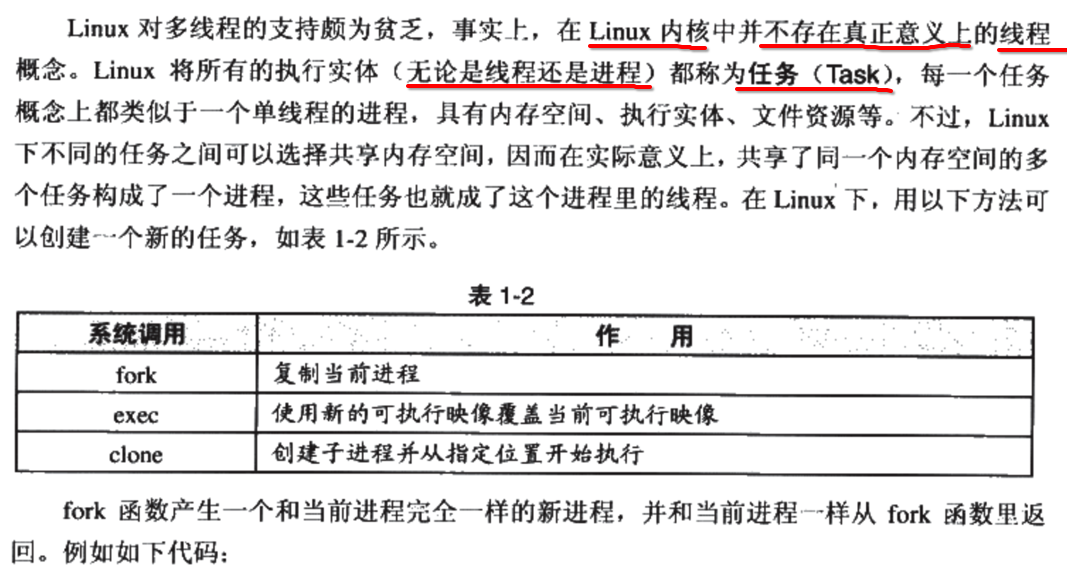 Linux 对多线程的支持颇为贫乏，事实上，在 Linux 内核中并不存在真正意义上的线程
概念。Linux 将所有的执行实体（无论是线程还是进程）都称为任务（Task），每一个任务
概念上都类似于一个单线程的进程，具有内存空间、执行实体、文件资源等。不过，Linux
下不同的任务之间可以选择共享内存空间，因而在实际意义上，共享了同一个内存空间的多
个任务构成了一个进程，这些任务也就成了这个进程里的线程。在 Linux 下，用以下方法可
以创建一个新的任务，如表 1-2 所示。
表 1-2
系统调用 作 用
fork 复制当前进程
exec 使用新的可执行映像覆盖当前可执行映像
clone 创建子进程并从指定位置开始执行
fork 函数产生一个和当前进程完全一样的新进程，并和当前进程一样从 fork 函数里返
回。例如如下代码：